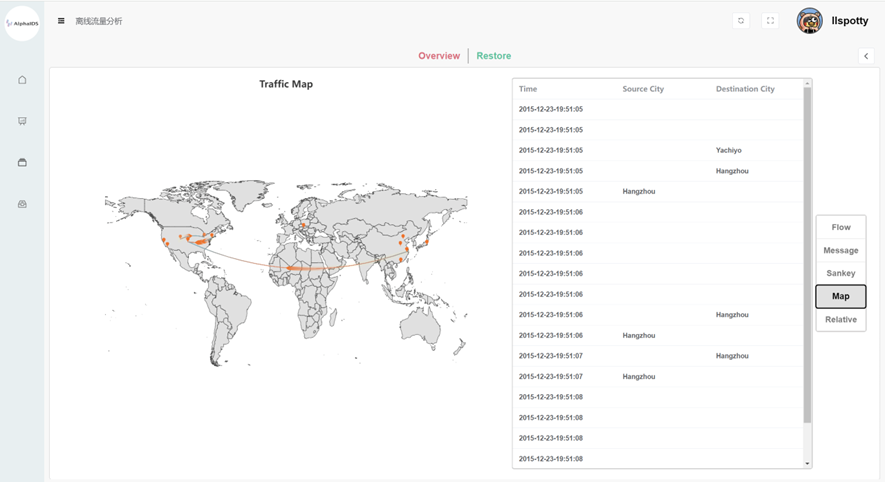 AlphaIDS
离线流量分析
llspotty
Overview
Restore
Traffic Map
Time Source City Destination City
2015-12-23-19:51:05
2015-12-23-19:51:05
2015-12-23-19:51:05 Yachiyo
2015-12-23-19:51:05 Hangzhou
2015-12-23-19:51:05 Hangzhou
2015-12-23-19:51:06
2015-12-23-19:51:06
2015-12-23-19:51:06
2015-12-23-19:51:06
2015-12-23-19:51:06
2015-12-23-19:51:06 Hangzhou
2015-12-23-19:51:06 Hangzhou
2015-12-23-19:51:07 Hangzhou
2015-12-23-19:51:07 Hangzhou
2015-12-23-19:51:08
2015-12-23-19:51:08
2015-12-23-19:51:08
2015-12-23-19:51:08
Flow
Message
Sankey
Map
Relative